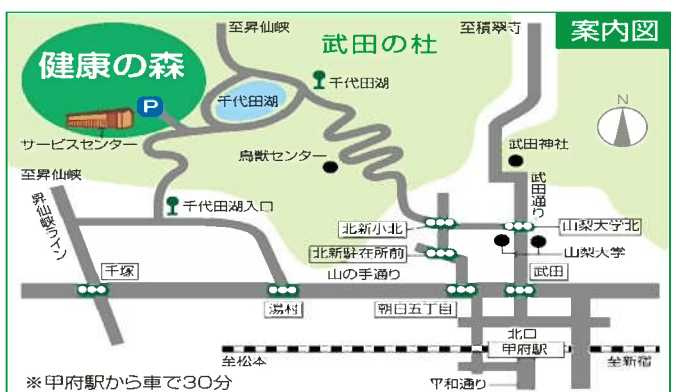 至昇仙峡
武田の杜
至積翠寺
案内図
健康の森
千代田湖
P
千代田湖
N
サービスセンター
鳥獣センター
武田神社
至昇仙峡
武田通り
千代田湖入口
昇仙峡ライン
北新小北
山梨大学北
北新駐在所前
山梨大学
千塚
山の手通り
武田
湯村
朝日五丁目
北口
甲府駅
至松本
至新宿
※甲府駅から車で30分
平和通り